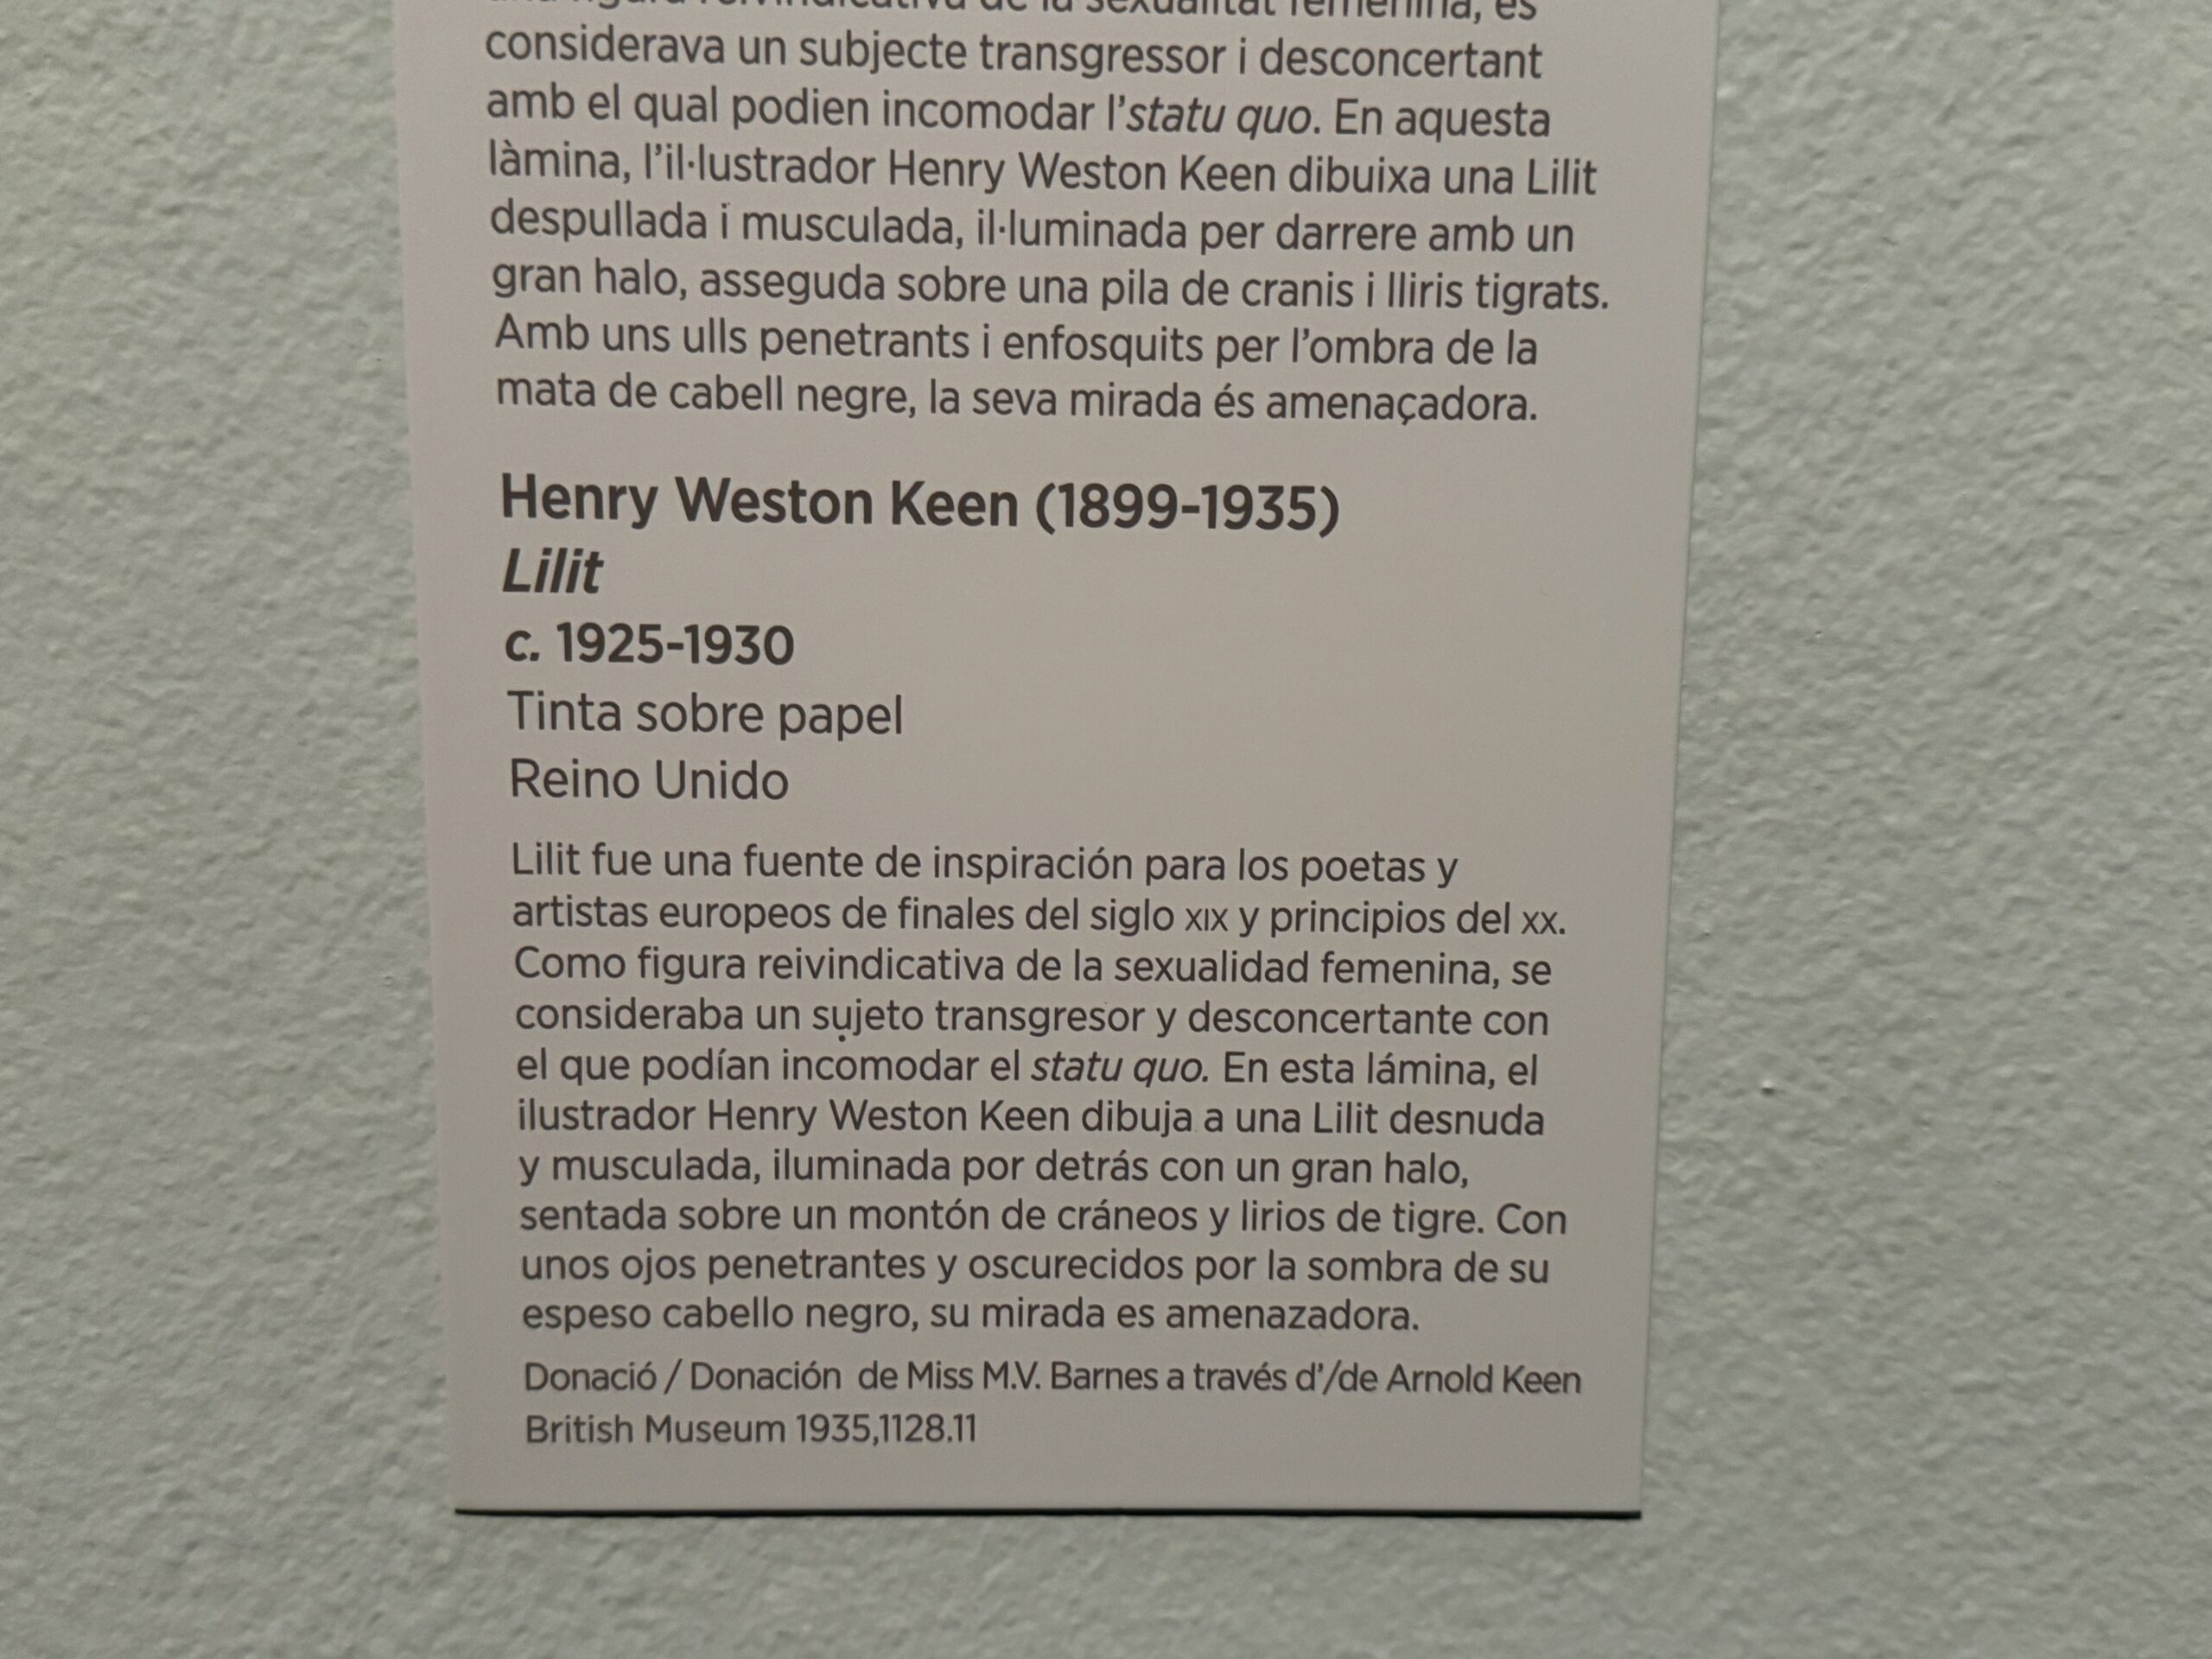 una figura reivindicativa de la sexualitat femenina, es
considerava un subjecte transgressor i desconcertant
amb el qual podien incomodar l’statu quo. En aquesta
làmina, l’il·lustrador Henry Weston Keen dibuixa una Lilit
despullada i musculada, il·luminada per darrere amb un
gran halo, asseguda sobre una pila de cranis i lliris tigrats.
Amb uns ulls penetrants i enfosquits per l’ombra de la
mata de cabell negre, la seva mirada és amenaçadora.
Henry Weston Keen (1899-1935)
Lilit
c. 1925-1930
Tinta sobre papel
Reino Unido
Lilit fue una fuente de inspiración para los poetas y
artistas europeos de finales del siglo XIX y principios del XX.
Como figura reivindicativa de la sexualidad femenina, se
consideraba un sujeto transgresor y desconcertante con
el que podían incomodar el statu quo. En esta lámina, el
ilustrador Henry Weston Keen dibuja a una Lilit desnuda
y musculada, iluminada por detrás con un gran halo,
sentada sobre un montón de cráneos y lirios de tigre. Con
unos ojos penetrantes y oscurecidos por la sombra de su
espeso cabello negro, su mirada es amenazadora.
Donació / Donación de Miss M.V. Barnes a través d’/de Arnold Keen
British Museum 1935,1128.11